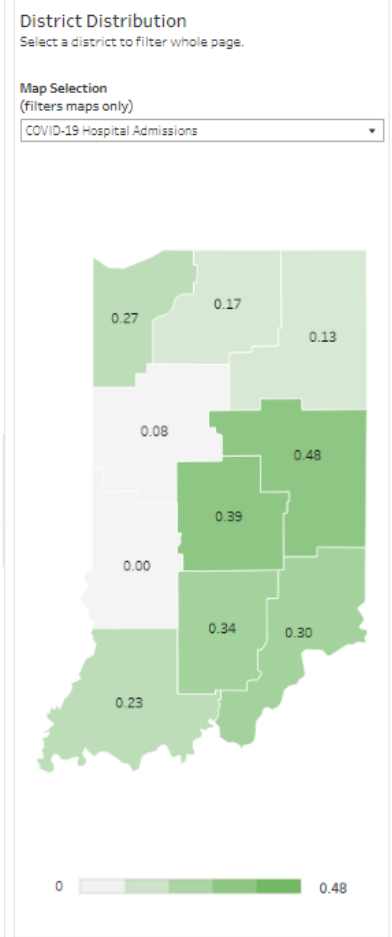 District Distribution
Select a district to filter whole page.
Map Selection
(filters maps only)
COVID-19 Hospital Admissions
0.27
0.17
0.13
0.08
0.48
0.39
0.00
0.34
0.30
0.23
0
0.48